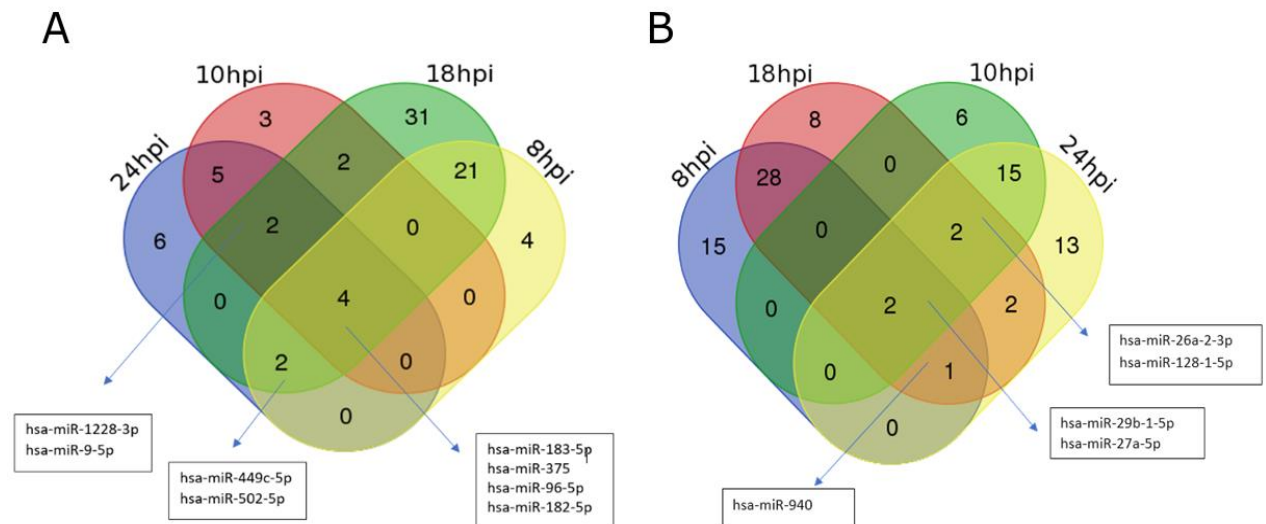 A
10hpi
18hpi
24hpi
8hpi
3
31
5
2
21
6
2
0
4
0
4
0
2
0
0
hsa-miR-1228-3p
hsa-miR-9-5p
hsa-miR-449c-5p
hsa-miR-502-5p
hsa-miR-183-5p
hsa-miR-375
hsa-miR-96-5p
hsa-miR-182-5p
B
18hpi
10hpi
8hpi
24hpi
8
6
28
0
15
15
0
2
13
0
2
2
0
1
0
hsa-miR-26a-2-3p
hsa-miR-128-1-5p
hsa-miR-29b-1-5p
hsa-miR-27a-5p
hsa-miR-940